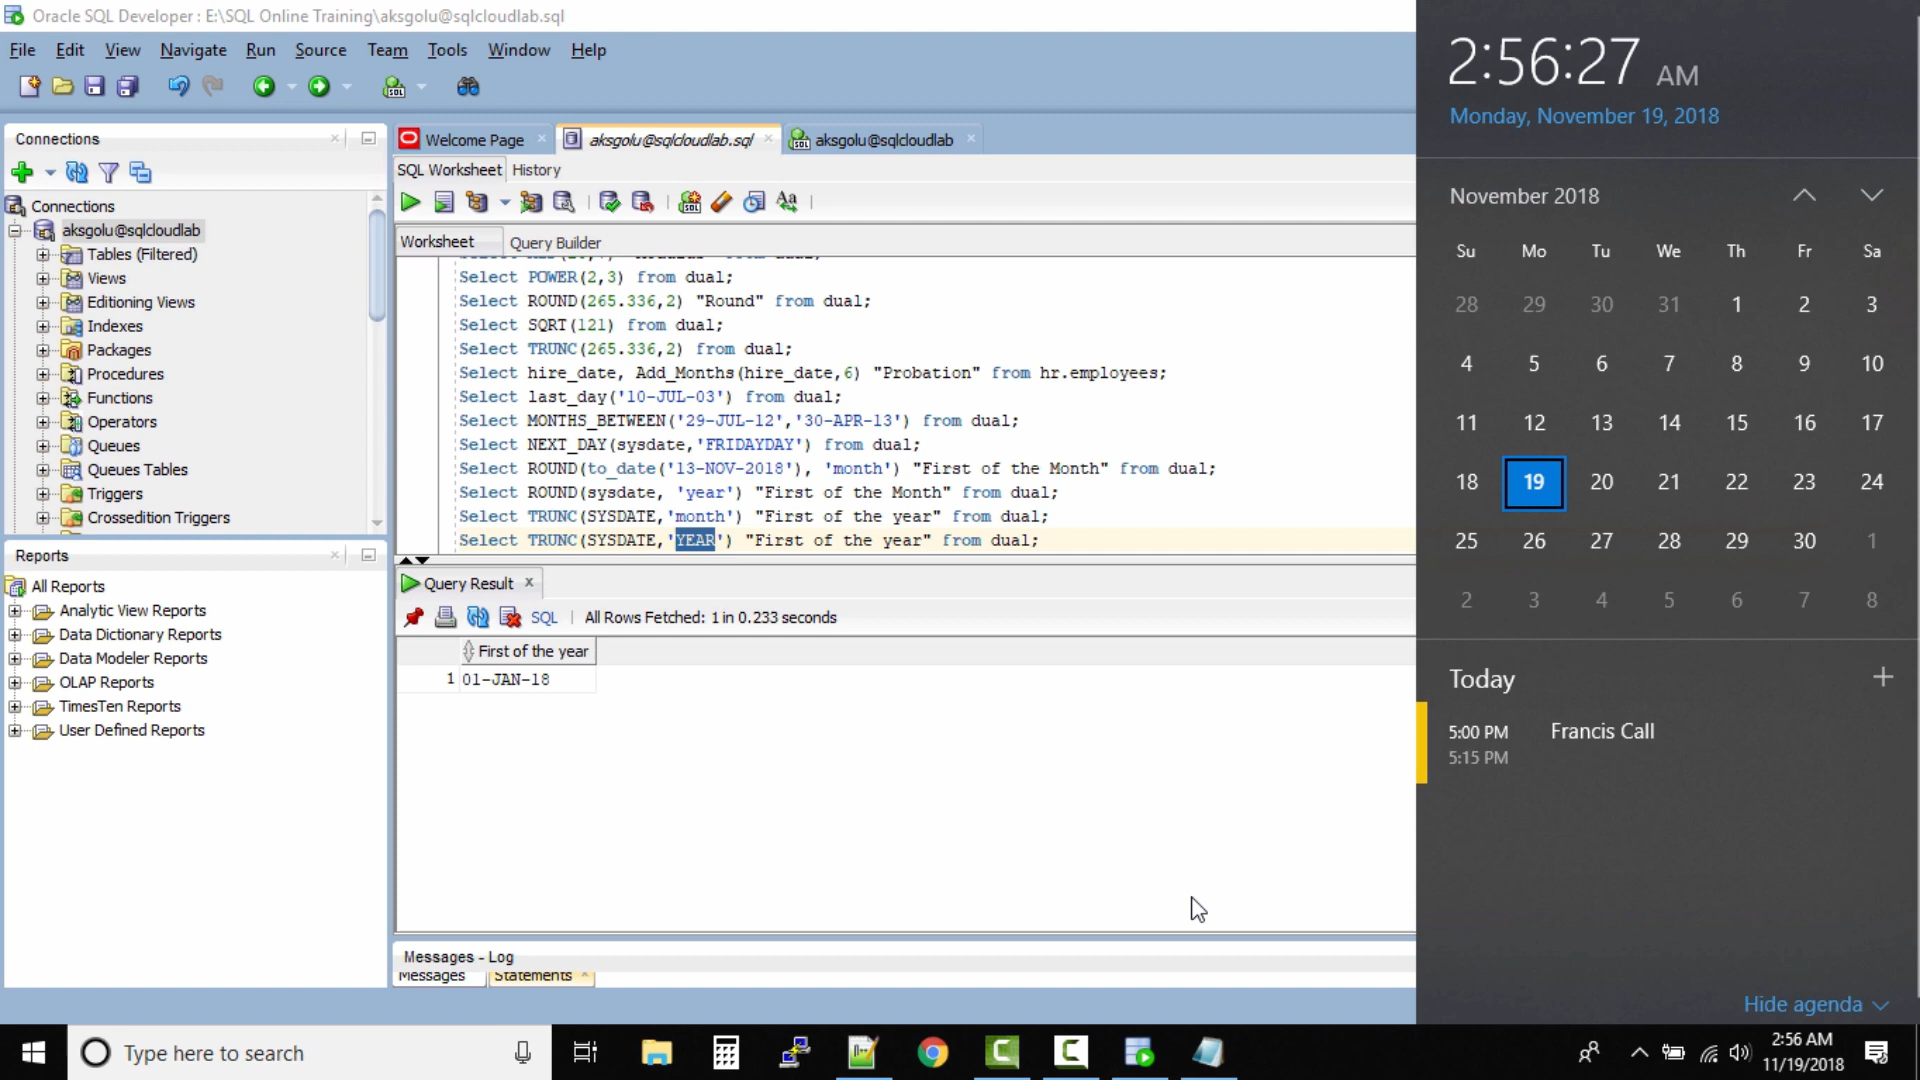 Oracle SQL Developer : E:\SQL Online Training\aksgolu@sqlcloudlab.sql
File Edit View Navigate Run Source Team Tools Window Help
Connections
Connections
aksgolu@sqlcloudlab
Tables (Filtered)
Views
Editioning Views
Indexes
Packages
Procedures
Functions
Operators
Queues
Queues Tables
Triggers
Crossedition Triggers
Reports
All Reports
Analytic View Reports
Data Dictionary Reports
Data Modeler Reports
OLAP Reports
TimesTen Reports
User Defined Reports
Welcome Page aksgolu@sqlcloudlab.sql aksgolu@sqlcloudlab
SQL Worksheet History
Worksheet Query Builder
Select POWER(2,3) from dual;
Select ROUND(265.336,2) "Round" from dual;
Select SQRT(121) from dual;
Select TRUNC(265.336,2) from dual;
Select hire_date, Add_Months(hire_date,6) "Probation" from hr.employees;
Select last_day('10-JUL-03') from dual;
Select MONTHS_BETWEEN('29-JUL-12','30-APR-13') from dual;
Select NEXT_DAY(sysdate,'FRIDAYDAY') from dual;
Select ROUND(to_date('13-NOV-2018'), 'month') "First of the Month" from dual;
Select ROUND(sysdate, 'year') "First of the Month" from dual;
Select TRUNC(SYSDATE,'month') "First of the year" from dual;
Select TRUNC(SYSDATE,'YEAR') "First of the year" from dual;
Query Result
SQL All Rows Fetched: 1 in 0.233 seconds
First of the year
1 01-JAN-18
Messages - Log
Messages Statements
2:56:27 AM
Monday, November 19, 2018
November 2018
Su Mo Tu We Th Fr Sa
28 29 30 31 1 2 3
4 5 6 7 8 9 10
11 12 13 14 15 16 17
18 19 20 21 22 23 24
25 26 27 28 29 30 1
2 3 4 5 6 7 8
Today
5:00 PM Francis Call
5:15 PM
Hide agenda
Type here to search
2:56 AM
11/19/2018